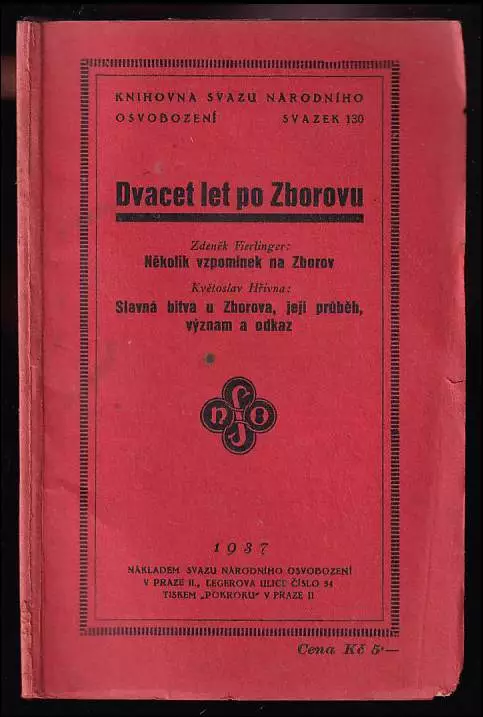 KNIHOVNA SVAZU NÁRODNÍHO
OSVOBOZENÍ SVAZEK 130
Dvacet let po Zborovu
Zdeněk Fierlinger:
Několik vzpomínek na Zborov
Květoslav Hřivna:
Slavná bitva u Zborova, její průběh,
význam a odkaz
1937
NÁKLADEM SVAZU NÁRODNÍHO OSVOBOZENÍ
V PRAZE II., LEGEROVA ULICE ČÍSLO 54
TISKEM „POKROKU" V PRAZE II
Cena Kč 5·—